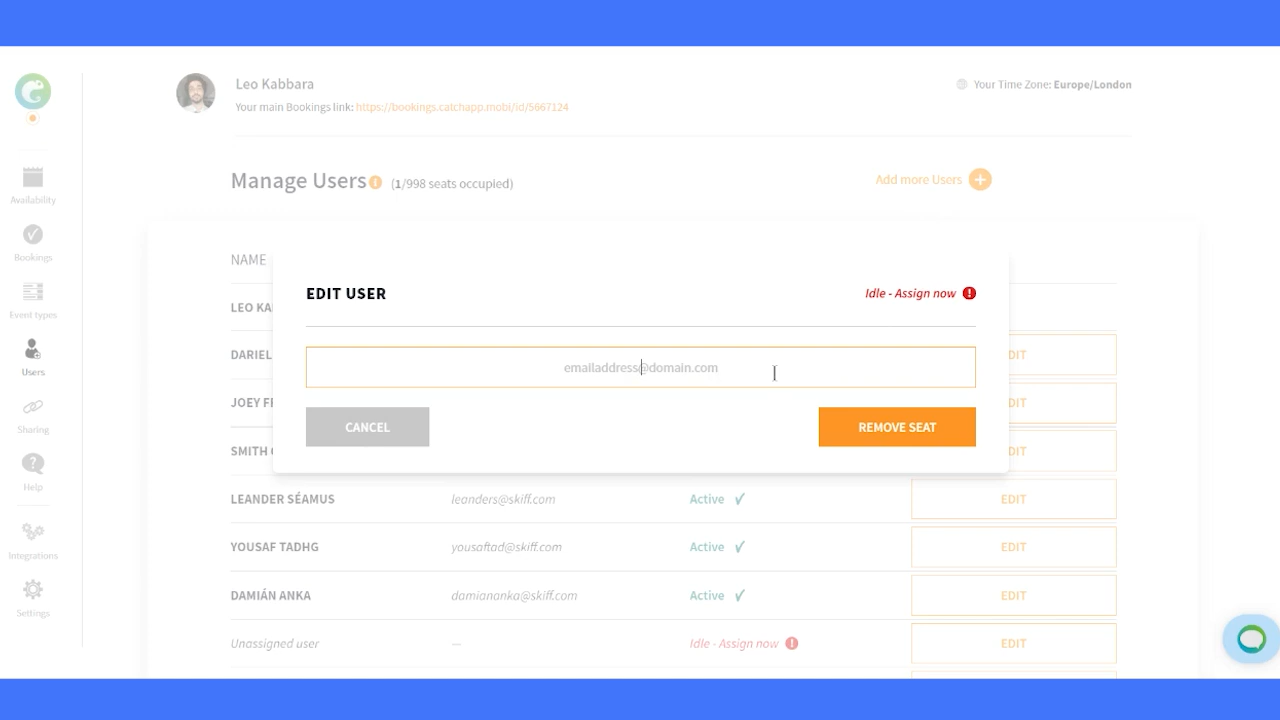 Leo Kabbara
Your main Bookings link: https://bookings.catchapp.mobi/id/5667124
Your Time Zone: Europe/London
Manage Users (1/998 seats occupied)
Add more Users
Availability
Bookings
Event types
Users
Sharing
Help
Integrations
Settings
NAME
LEO KA
DARIEL
EDIT USER
Idle - Assign now
emailaddress@domain.com
CANCEL
REMOVE SEAT
DIT
JOEY F
DIT
SMITH
DIT
LEANDER SÉAMUS leanders@skiff.com Active EDIT
YOUSAF TADHG yousaftad@skiff.com Active EDIT
DAMIÁN ANKA damiananka@skiff.com Active EDIT
Unassigned user — Idle - Assign now EDIT